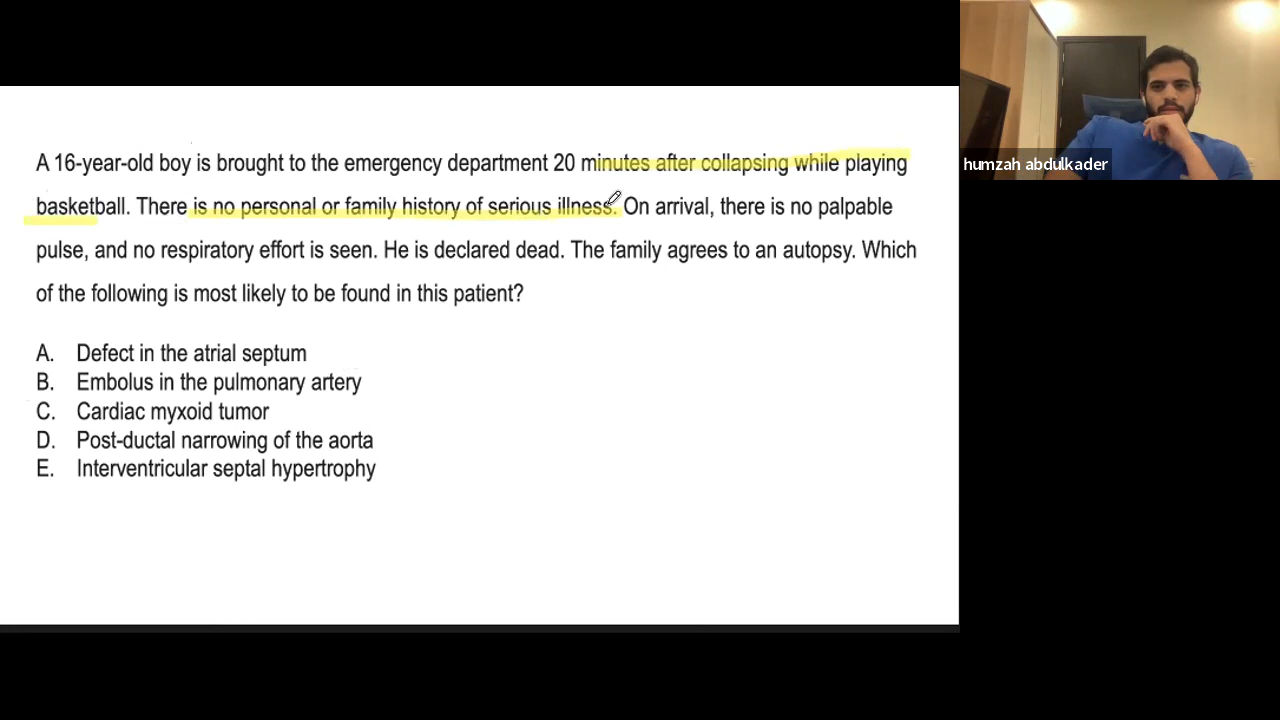 A 16-year-old boy is brought to the emergency department 20 minutes after collapsing while playing
basketball. There is no personal or family history of serious illness. On arrival, there is no palpable
pulse, and no respiratory effort is seen. He is declared dead. The family agrees to an autopsy. Which
of the following is most likely to be found in this patient?
A. Defect in the atrial septum
B. Embolus in the pulmonary artery
C. Cardiac myxoid tumor
D. Post-ductal narrowing of the aorta
E. Interventricular septal hypertrophy
humzah abdulkader